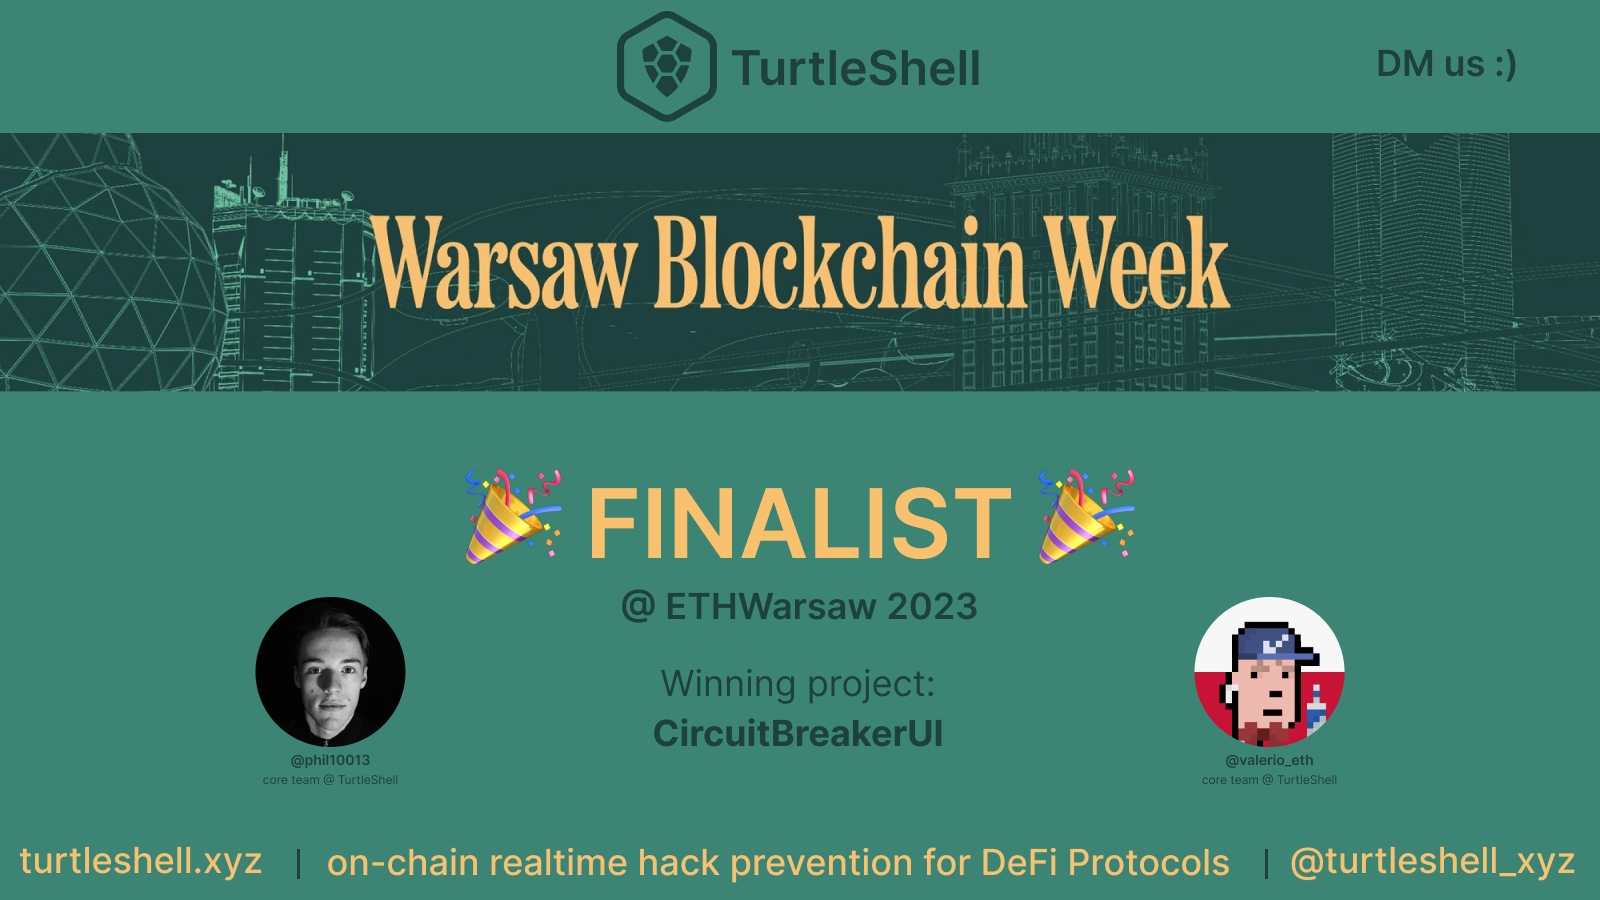 TurtleShell
DM us :)
Warsaw Blockchain Week
FINALIST
@ ETHWarsaw 2023
Winning project:
CircuitBreakerUI
@phil10013
core team @ TurtleShell
@valerio_eth
core team @ TurtleShell
turtleshell.xyz | on-chain realtime hack prevention for DeFi Protocols | @turtleshell_xyz